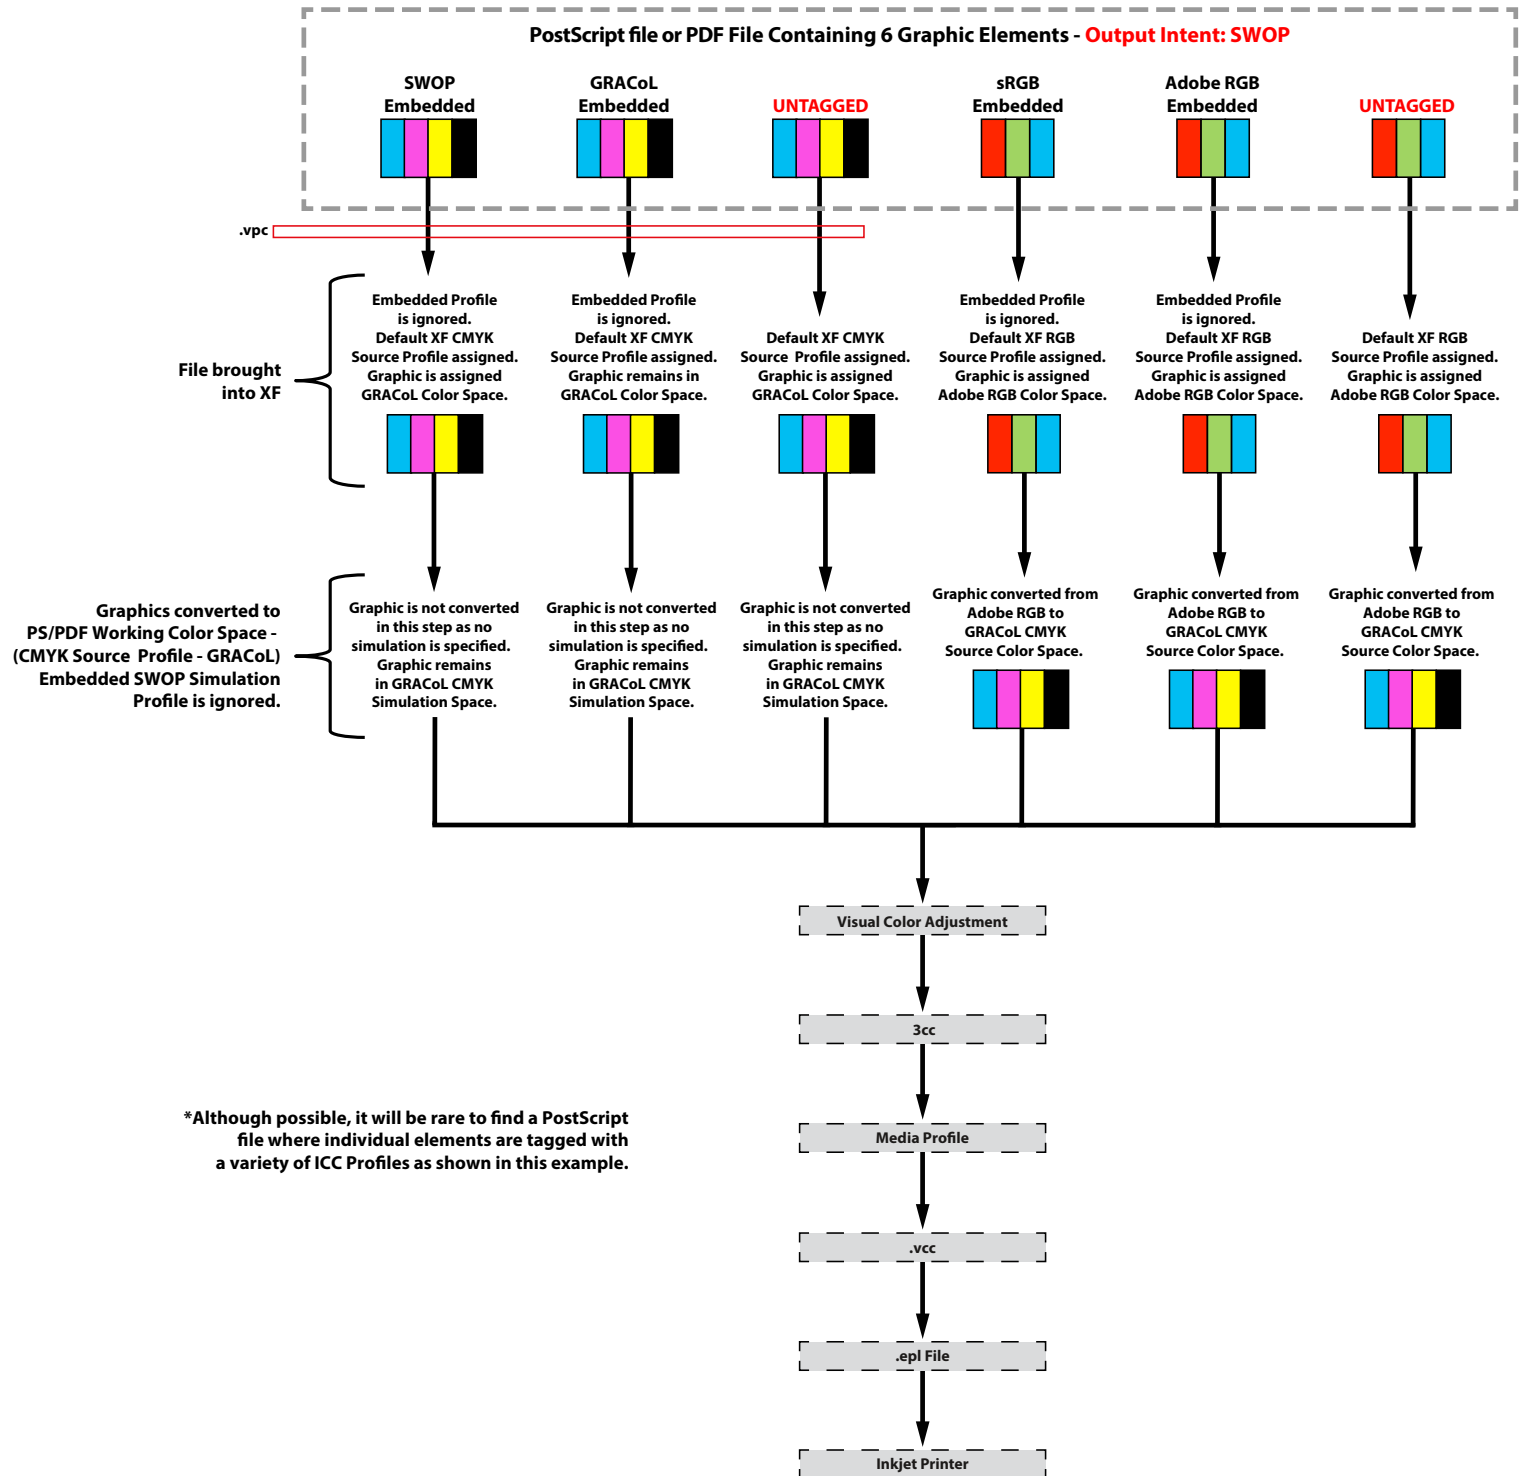 PostScript file or PDF File Containing 6 Graphic Elements - Output Intent: SWOP
SWOP
Embedded
GRACoL
Embedded
UNTAGGED
sRGB
Embedded
Adobe RGB
Embedded
UNTAGGED
.vpc
File brought
into XF
Embedded Profile
is ignored.
Default XF CMYK
Source Profile assigned.
Graphic is assigned
GRACoL Color Space.
Embedded Profile
is ignored.
Default XF CMYK
Source Profile assigned.
Graphic remains in
GRACoL Color Space.
Default XF CMYK
Source Profile assigned.
Graphic is assigned
GRACoL Color Space.
Embedded Profile
is ignored.
Default XF RGB
Source Profile assigned.
Graphic is assigned
Adobe RGB Color Space.
Embedded Profile
is ignored.
Default XF RGB
Source Profile assigned.
Graphic is assigned
Adobe RGB Color Space.
Default XF RGB
Source Profile assigned.
Graphic is assigned
Adobe RGB Color Space.
Graphics converted to
PS/PDF Working Color Space -
(CMYK Source Profile - GRACoL)
Embedded SWOP Simulation
Profile is ignored.
Graphic is not converted
in this step as no
simulation is specified.
Graphic remains
in GRACoL CMYK
Simulation Space.
Graphic is not converted
in this step as no
simulation is specified.
Graphic remains
in GRACoL CMYK
Simulation Space.
Graphic is not converted
in this step as no
simulation is specified.
Graphic remains
in GRACoL CMYK
Simulation Space.
Graphic converted from
Adobe RGB to
GRACoL CMYK
Source Color Space.
Graphic converted from
Adobe RGB to
GRACoL CMYK
Source Color Space.
Graphic converted from
Adobe RGB to
GRACoL CMYK
Source Color Space.
Visual Color Adjustment
3cc
*Although possible, it will be rare to find a PostScript
file where individual elements are tagged with
a variety of ICC Profiles as shown in this example.
Media Profile
.vcc
.epl File
Inkjet Printer